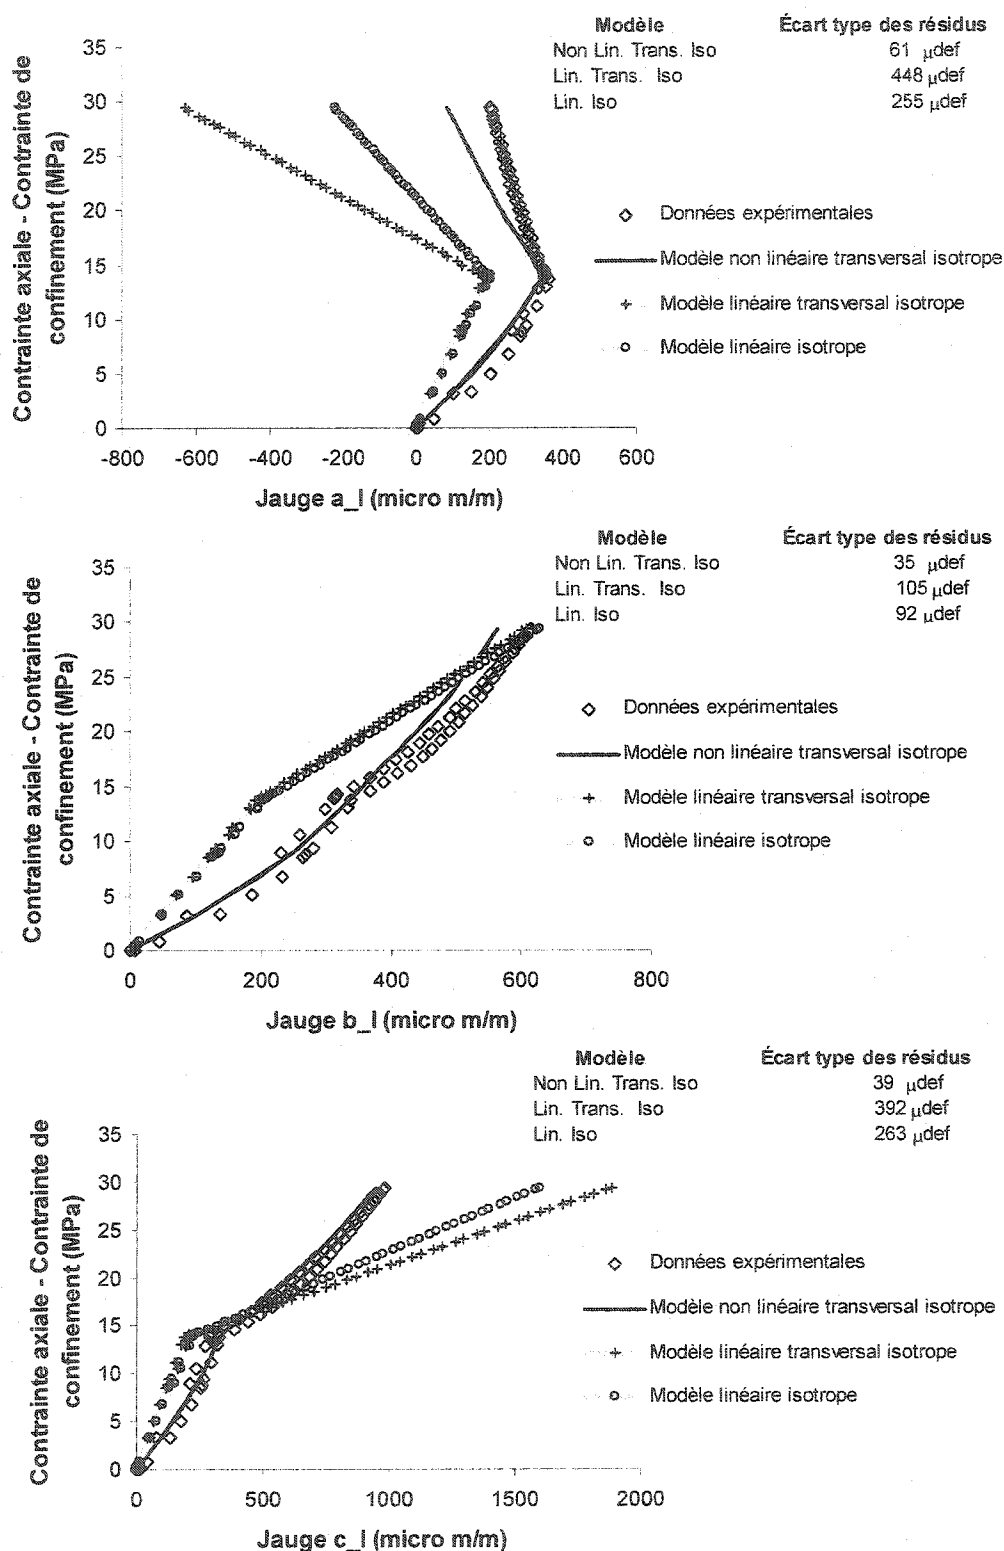 Modèle Écart type des résidus
Non Lin. Trans. Iso 61 μdef
Lin. Trans. Iso 448 μdef
Lin. Iso 255 μdef
Contrainte axiale - Contrainte de
confinement (MPa)
35
30
25
20
15
10
5
0
◇ Données expérimentales
Modèle non linéaire transversal isotrope
+ Modèle linéaire transversal isotrope
o Modèle linéaire isotrope
-800 -600 -400 -200 0 200 400 600
Jauge a_I (micro m/m)
Modèle Écart type des résidus
Non Lin. Trans. Iso 35 μdef
Lin. Trans. Iso 105 μdef
Lin. Iso 92 μdef
Contrainte axiale - Contrainte de
confinement (MPa)
35
30
25
20
15
10
5
0
◇ Données expérimentales
Modèle non linéaire transversal isotrope
+ Modèle linéaire transversal isotrope
o Modèle linéaire isotrope
0 200 400 600 800
Jauge b_I (micro m/m)
Modèle Écart type des résidus
Non Lin. Trans. Iso 39 μdef
Lin. Trans. Iso 392 μdef
Lin. Iso 263 μdef
Contrainte axiale - Contrainte de
confinement (MPa)
35
30
25
20
15
10
5
0
◇ Données expérimentales
Modèle non linéaire transversal isotrope
+ Modèle linéaire transversal isotrope
o Modèle linéaire isotrope
0 500 1000 1500 2000
Jauge c_I (micro m/m)